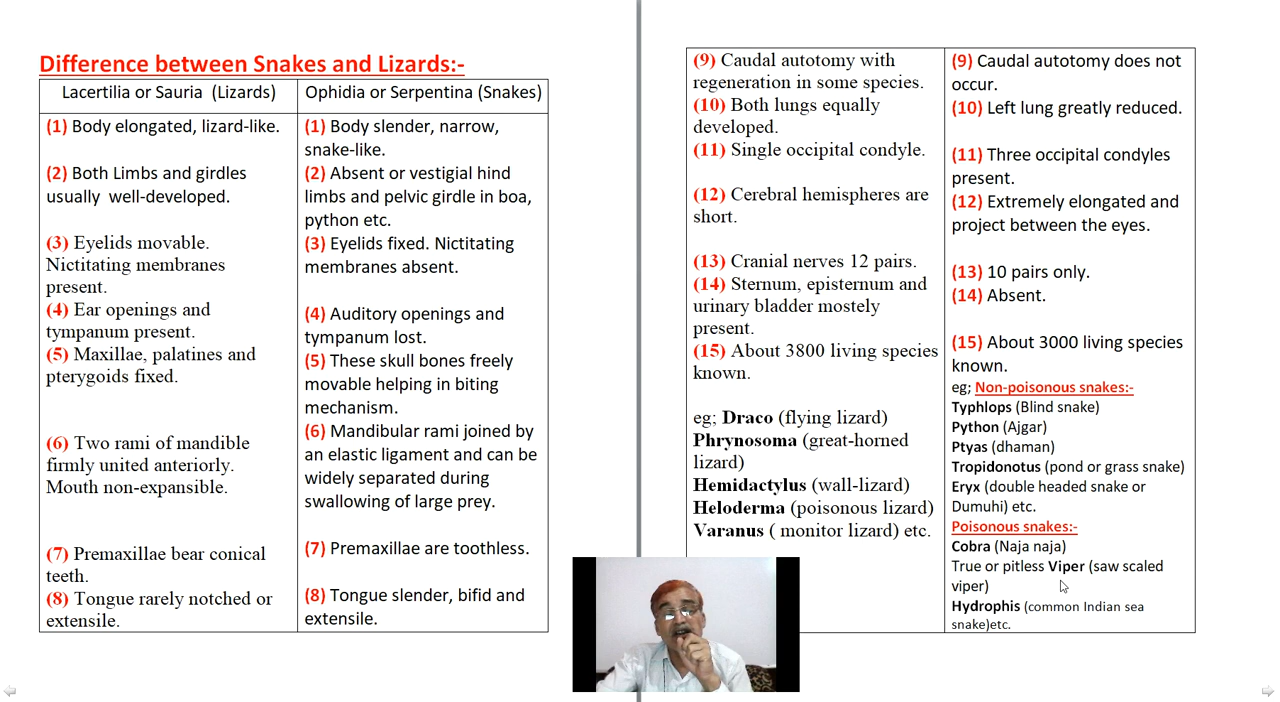 Difference between Snakes and Lizards:-
Lacertilia or Sauria (Lizards)
(1) Body elongated, lizard-like.
(2) Both Limbs and girdles
usually well-developed.
(3) Eyelids movable.
Nictitating membranes
present.
(4) Ear openings and
tympanum present.
(5) Maxillae, palatines and
pterygoids fixed.
(6) Two rami of mandible
firmly united anteriorly.
Mouth non-expansible.
(7) Premaxillae bear conical
teeth.
(8) Tongue rarely notched or
extensile.
Ophidia or Serpentina (Snakes)
(1) Body slender, narrow,
snake-like.
(2) Absent or vestigial hind
limbs and pelvic girdle in boa,
python etc.
(3) Eyelids fixed. Nictitating
membranes absent.
(4) Auditory openings and
tympanum lost.
(5) These skull bones freely
movable helping in biting
mechanism.
(6) Mandibular rami joined by
an elastic ligament and can be
widely separated during
swallowing of large prey.
(7) Premaxillae are toothless.
(8) Tongue slender, bifid and
extensile.
(9) Caudal autotomy with
regeneration in some species.
(10) Both lungs equally
developed.
(11) Single occipital condyle.
(12) Cerebral hemispheres are
short.
(13) Cranial nerves 12 pairs.
(14) Sternum, episternum and
urinary bladder mostely
present.
(15) About 3800 living species
known.
eg; Draco (flying lizard)
Phrynosoma (great-horned
lizard)
Hemidactylus (wall-lizard)
Heloderma (poisonous lizard)
Varanus ( monitor lizard) etc.
(9) Caudal autotomy does not
occur.
(10) Left lung greatly reduced.
(11) Three occipital condyles
present.
(12) Extremely elongated and
project between the eyes.
(13) 10 pairs only.
(14) Absent.
(15) About 3000 living species
known.
eg; Non-poisonous snakes:-
Typhlops (Blind snake)
Python (Ajgar)
Ptyas (dhaman)
Tropidonotus (pond or grass snake)
Eryx (double headed snake or
Dumuhi) etc.
Poisonous snakes:-
Cobra (Naja naja)
True or pitless Viper (saw scaled
viper)
Hydrophis (common Indian sea
snake)etc.